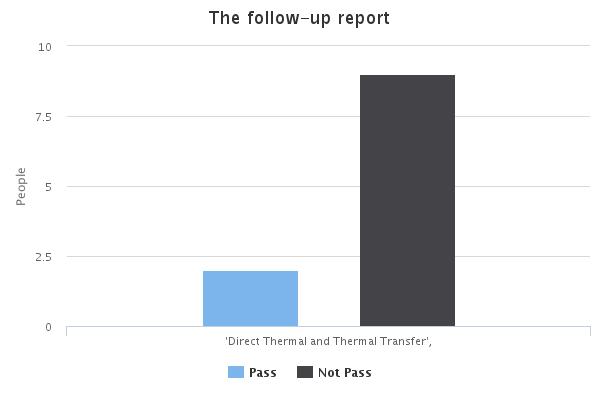 The follow-up report
10
7.5
5
2.5
0
People
'Direct Thermal and Thermal Transfer',
Pass
Not Pass